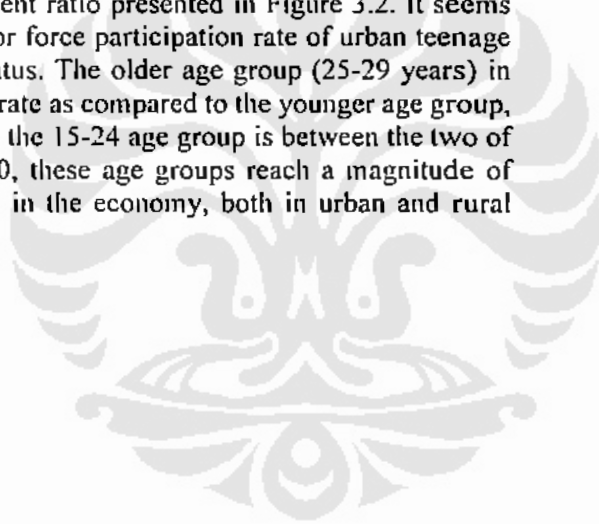 ent ratio presented in Figure 3.2. It seems
or force participation rate of urban teenage
atus. The older age group (25-29 years) in
rate as compared to the younger age group,
the 15-24 age group is between the two of
0, these age groups reach a magnitude of
in the economy, both in urban and rural